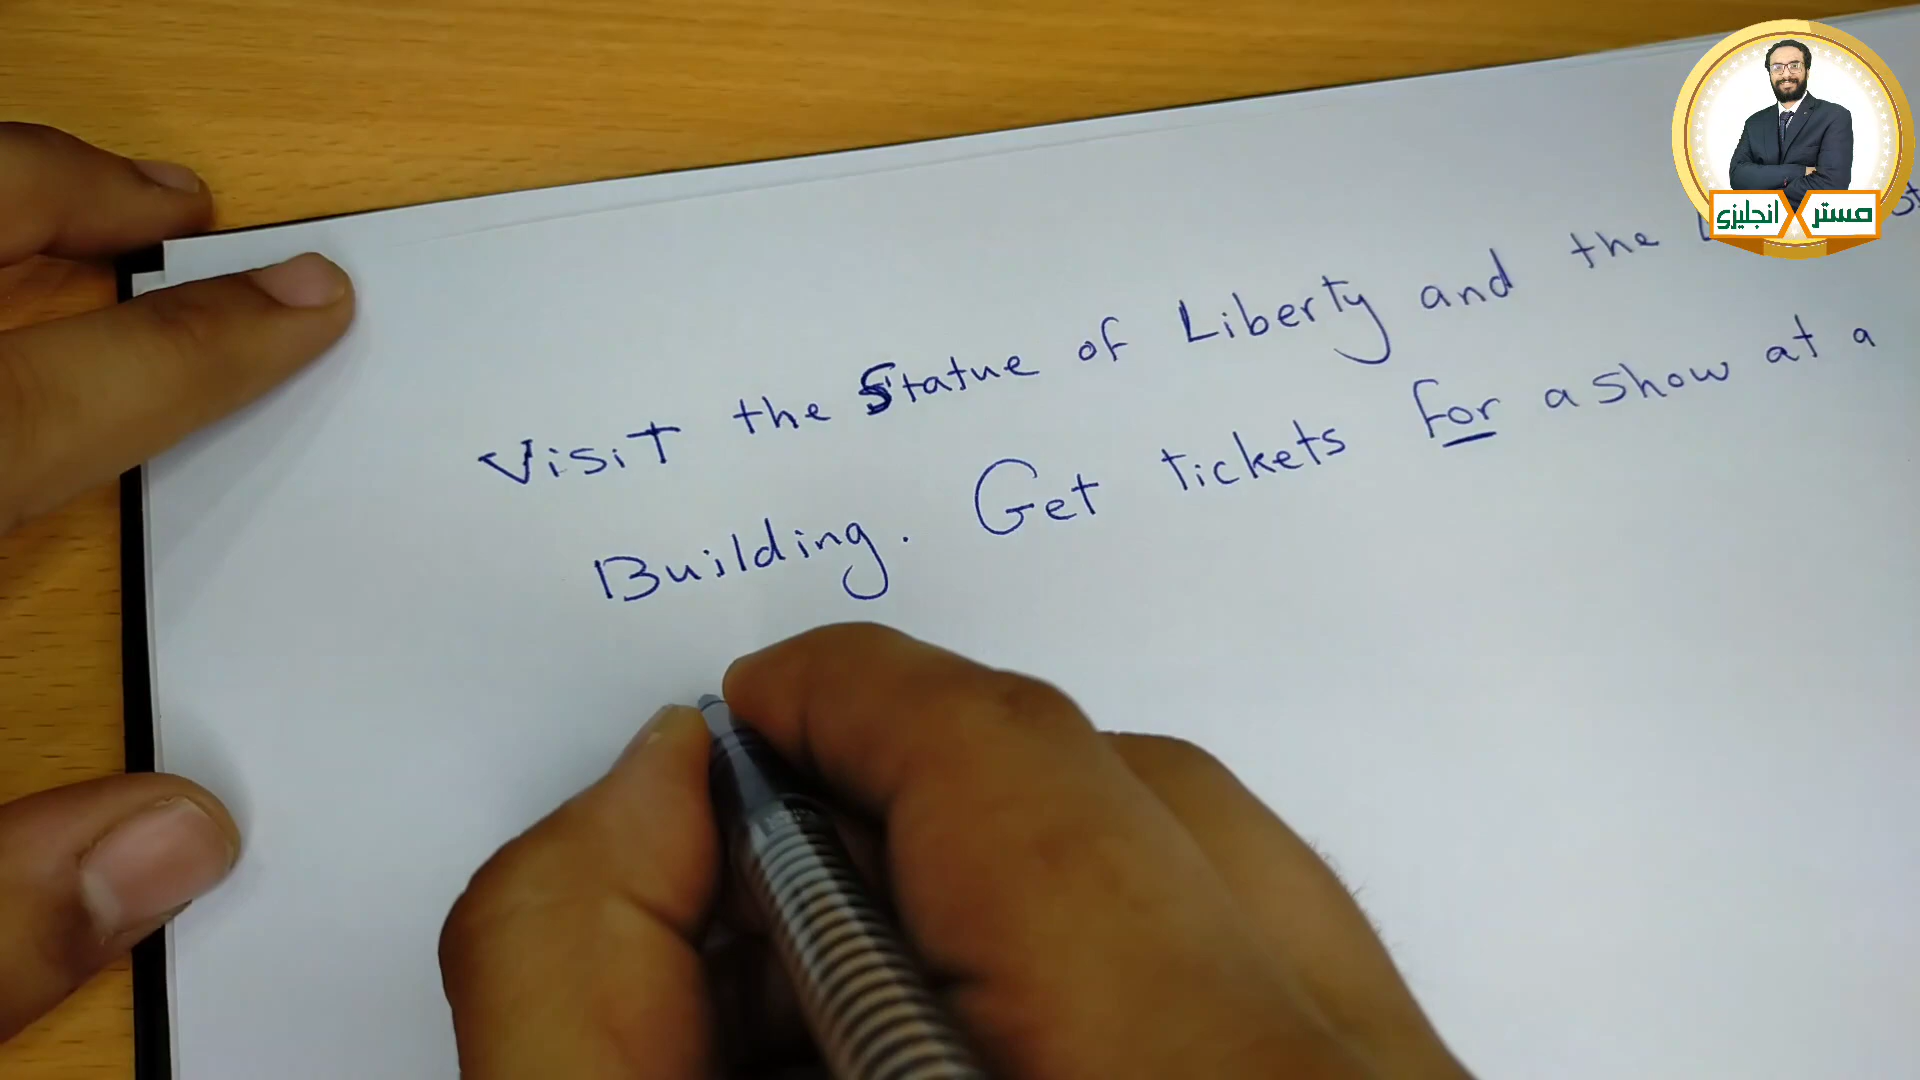 Visit the Statue of Liberty and the
Building. Get tickets for a show at a
مستر X انجليزي